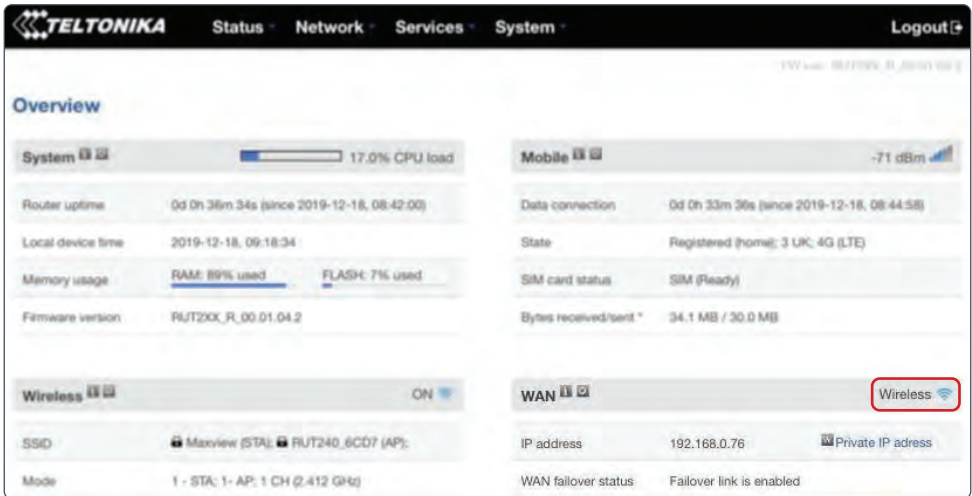 TELTONIKA Status Network Services System Logout
Overview
System 17.0% CPU load
Router uptime 0d 0h 36m 34s (since 2019-12-18, 08:42:00)
Local device time 2019-12-18, 09:18:34
Memory usage RAM: 89% used FLASH: 7% used
Firmware version RUT2XX_R_00.01.04.2
Mobile -71 dBm
Data connection 0d 0h 33m 36s (since 2019-12-18, 08:44:58)
State Registered (home); 3 UK; 4G (LTE)
SIM card status SIM (Ready)
Bytes received/sent * 34.1 MB / 30.0 MB
Wireless ON
SSID Maxview (STA); RUT240_6CD7 (AP);
Mode 1 - STA; 1- AP; 1 CH (2.412 GHz)
WAN Wireless
IP address 192.168.0.76 Private IP adress
WAN failover status Failover link is enabled